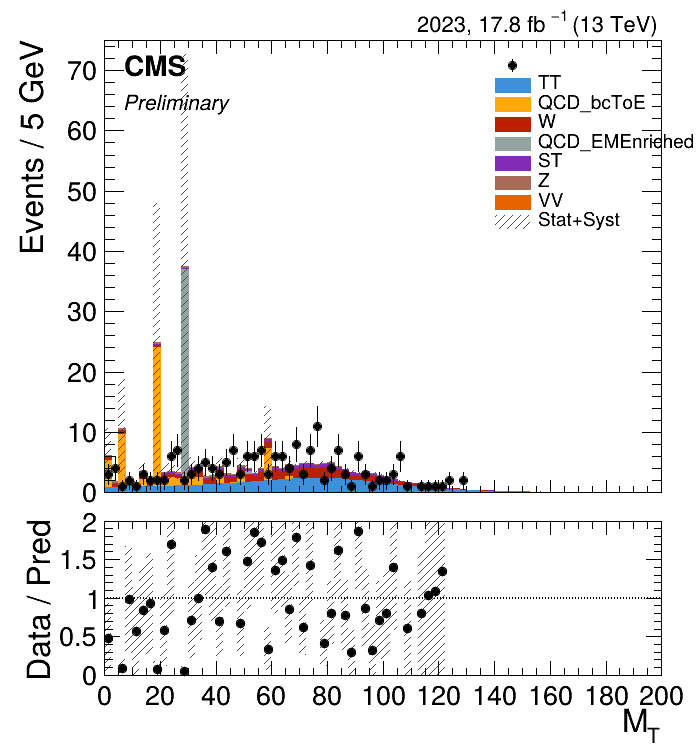 2023, 17.8 fb⁻¹ (13 TeV)
Events / 5 GeV
CMS
Preliminary
TT
QCD_bcToE
W
QCD_EMEnriched
ST
Z
VV
Stat+Syst
70
60
50
40
30
20
10
0
Data / Pred
2
1.5
1
0.5
0
0 20 40 60 80 100 120 140 160 180 200
M_T